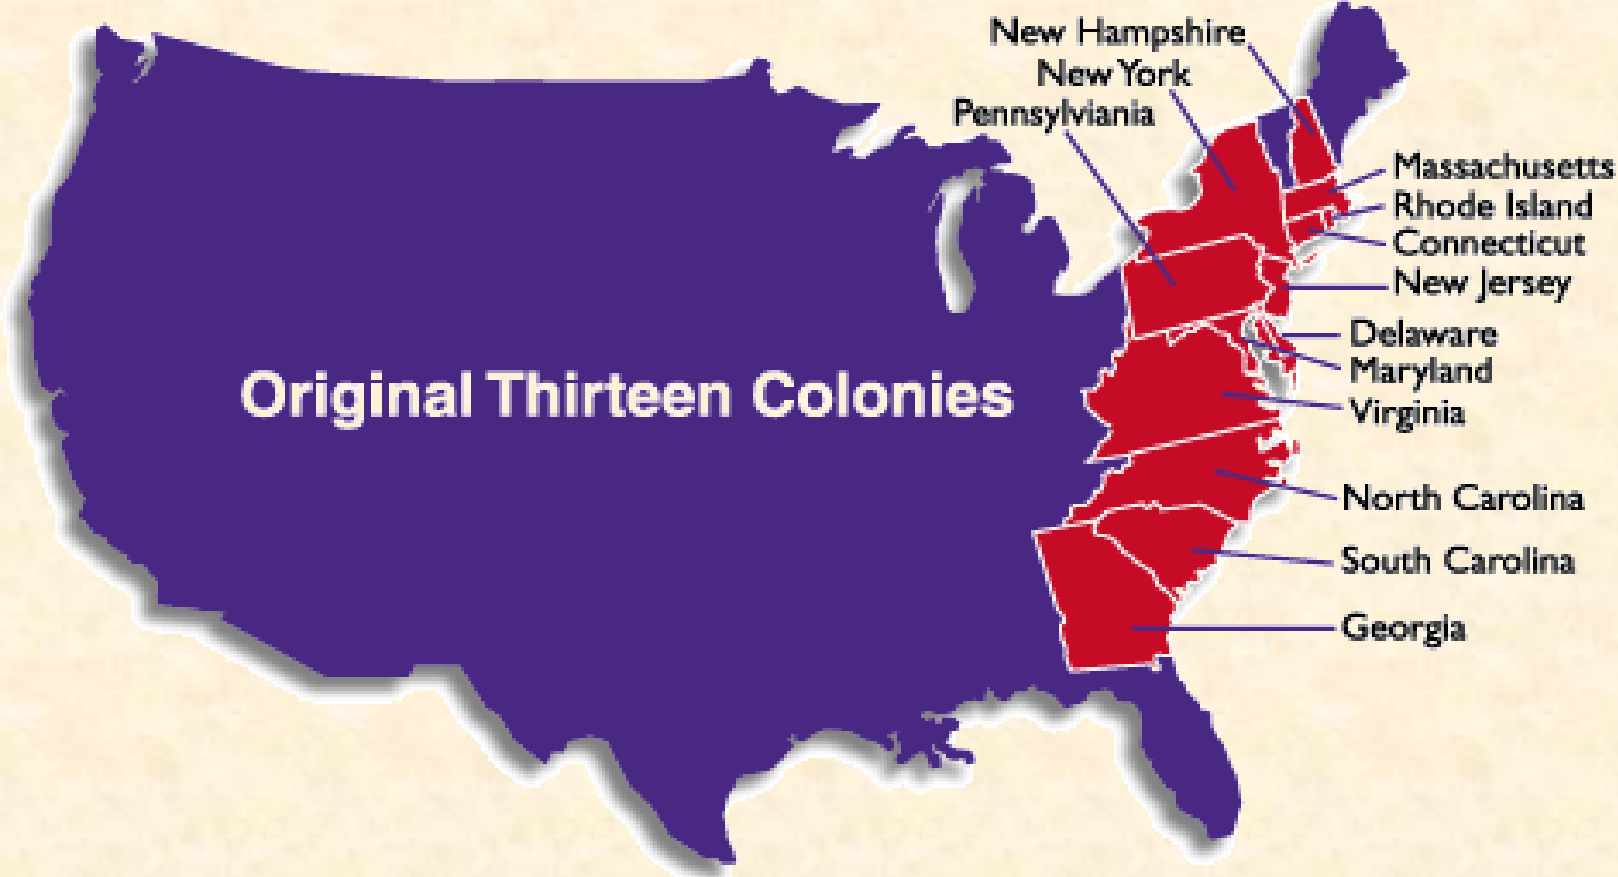 New Hampshire
New York
Pennsylviania
Massachusetts
Rhode Island
Connecticut
New Jersey
Delaware
Maryland
Virginia
Original Thirteen Colonies
North Carolina
South Carolina
Georgia